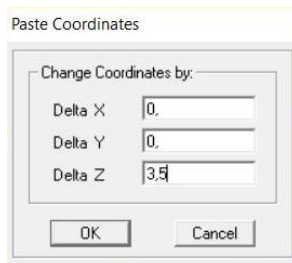 Paste Coordinates
Change Coordinates by:
Delta X 0,
Delta Y 0,
Delta Z 3,5
OK Cancel